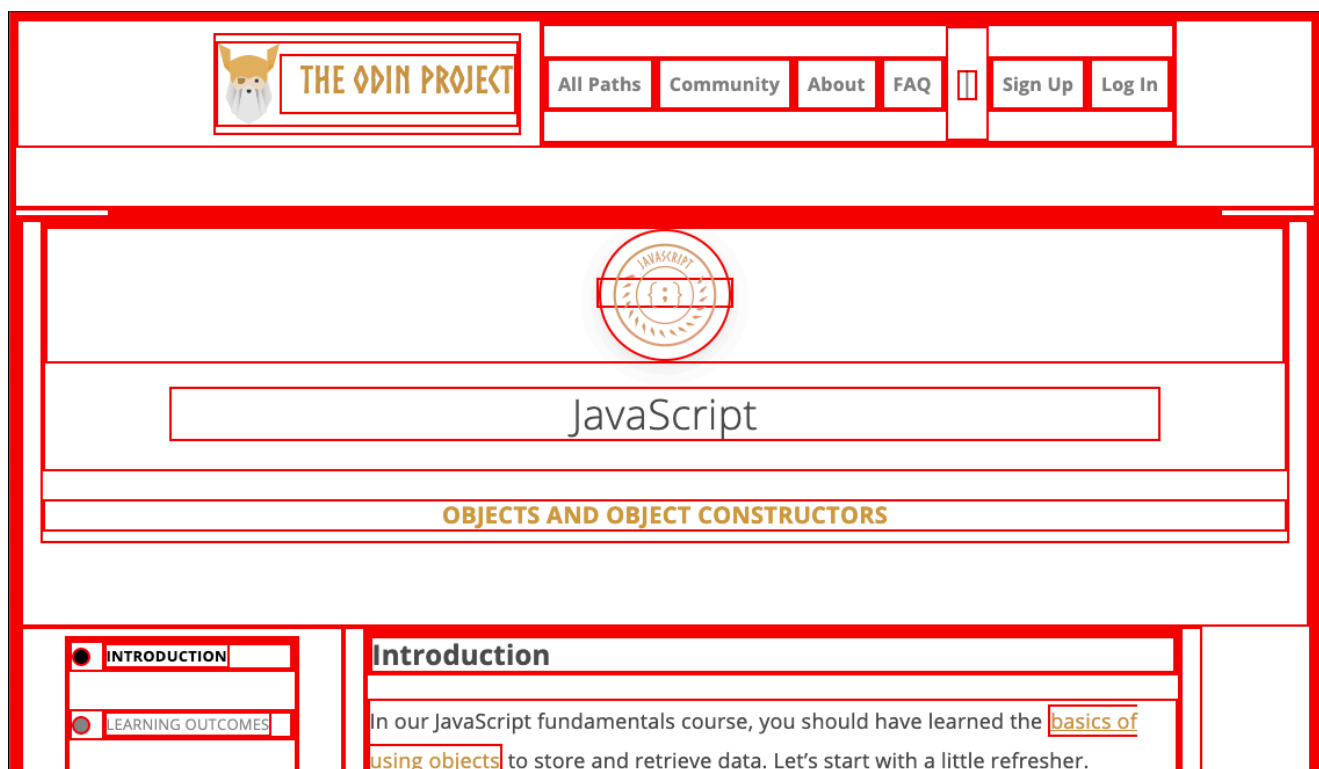 THE ODIN PROJECT
All Paths Community About FAQ | Sign Up Log In
JAVASCRIPT
{;}
JavaScript
OBJECTS AND OBJECT CONSTRUCTORS
INTRODUCTION
LEARNING OUTCOMES
Introduction
In our JavaScript fundamentals course, you should have learned the basics of
using objects to store and retrieve data. Let’s start with a little refresher.